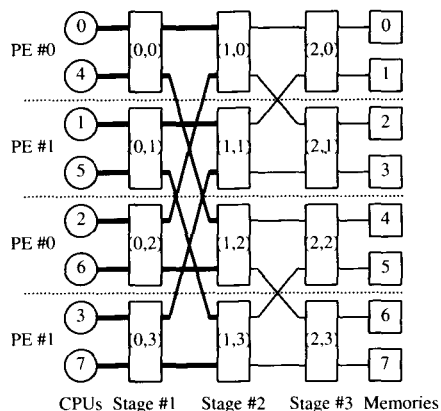 0 (0,0) (1,0) (2,0) 0
PE #0
4 1
1 (0,1) (1,1) (2,1) 2
PE #1
5 3
2 (0,2) (1,2) (2,2) 4
PE #0
6 5
3 (0,3) (1,3) (2,3) 6
PE #1
7 7
CPUs Stage #1 Stage #2 Stage #3 Memories